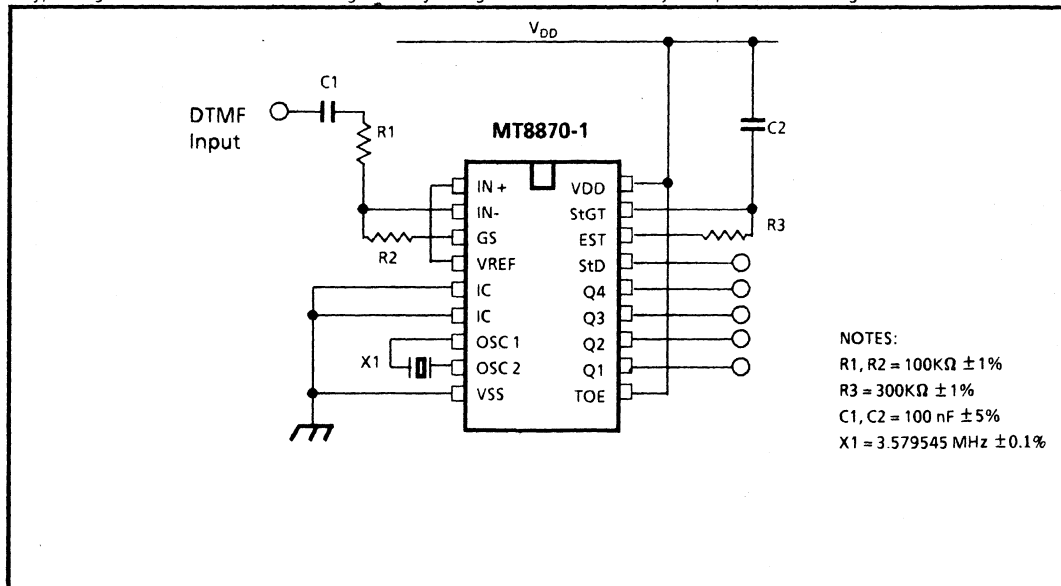 V_DD
C1
DTMF
Input
R1
C2
MT8870-1
IN +
IN-
GS
VREF
IC
IC
OSC 1
OSC 2
VSS
VDD
StGT
EST
StD
Q4
Q3
Q2
Q1
TOE
R2
R3
X1
NOTES:
R1, R2 = 100KΩ ±1%
R3 = 300KΩ ±1%
C1, C2 = 100 nF ±5%
X1 = 3.579545 MHz ±0.1%